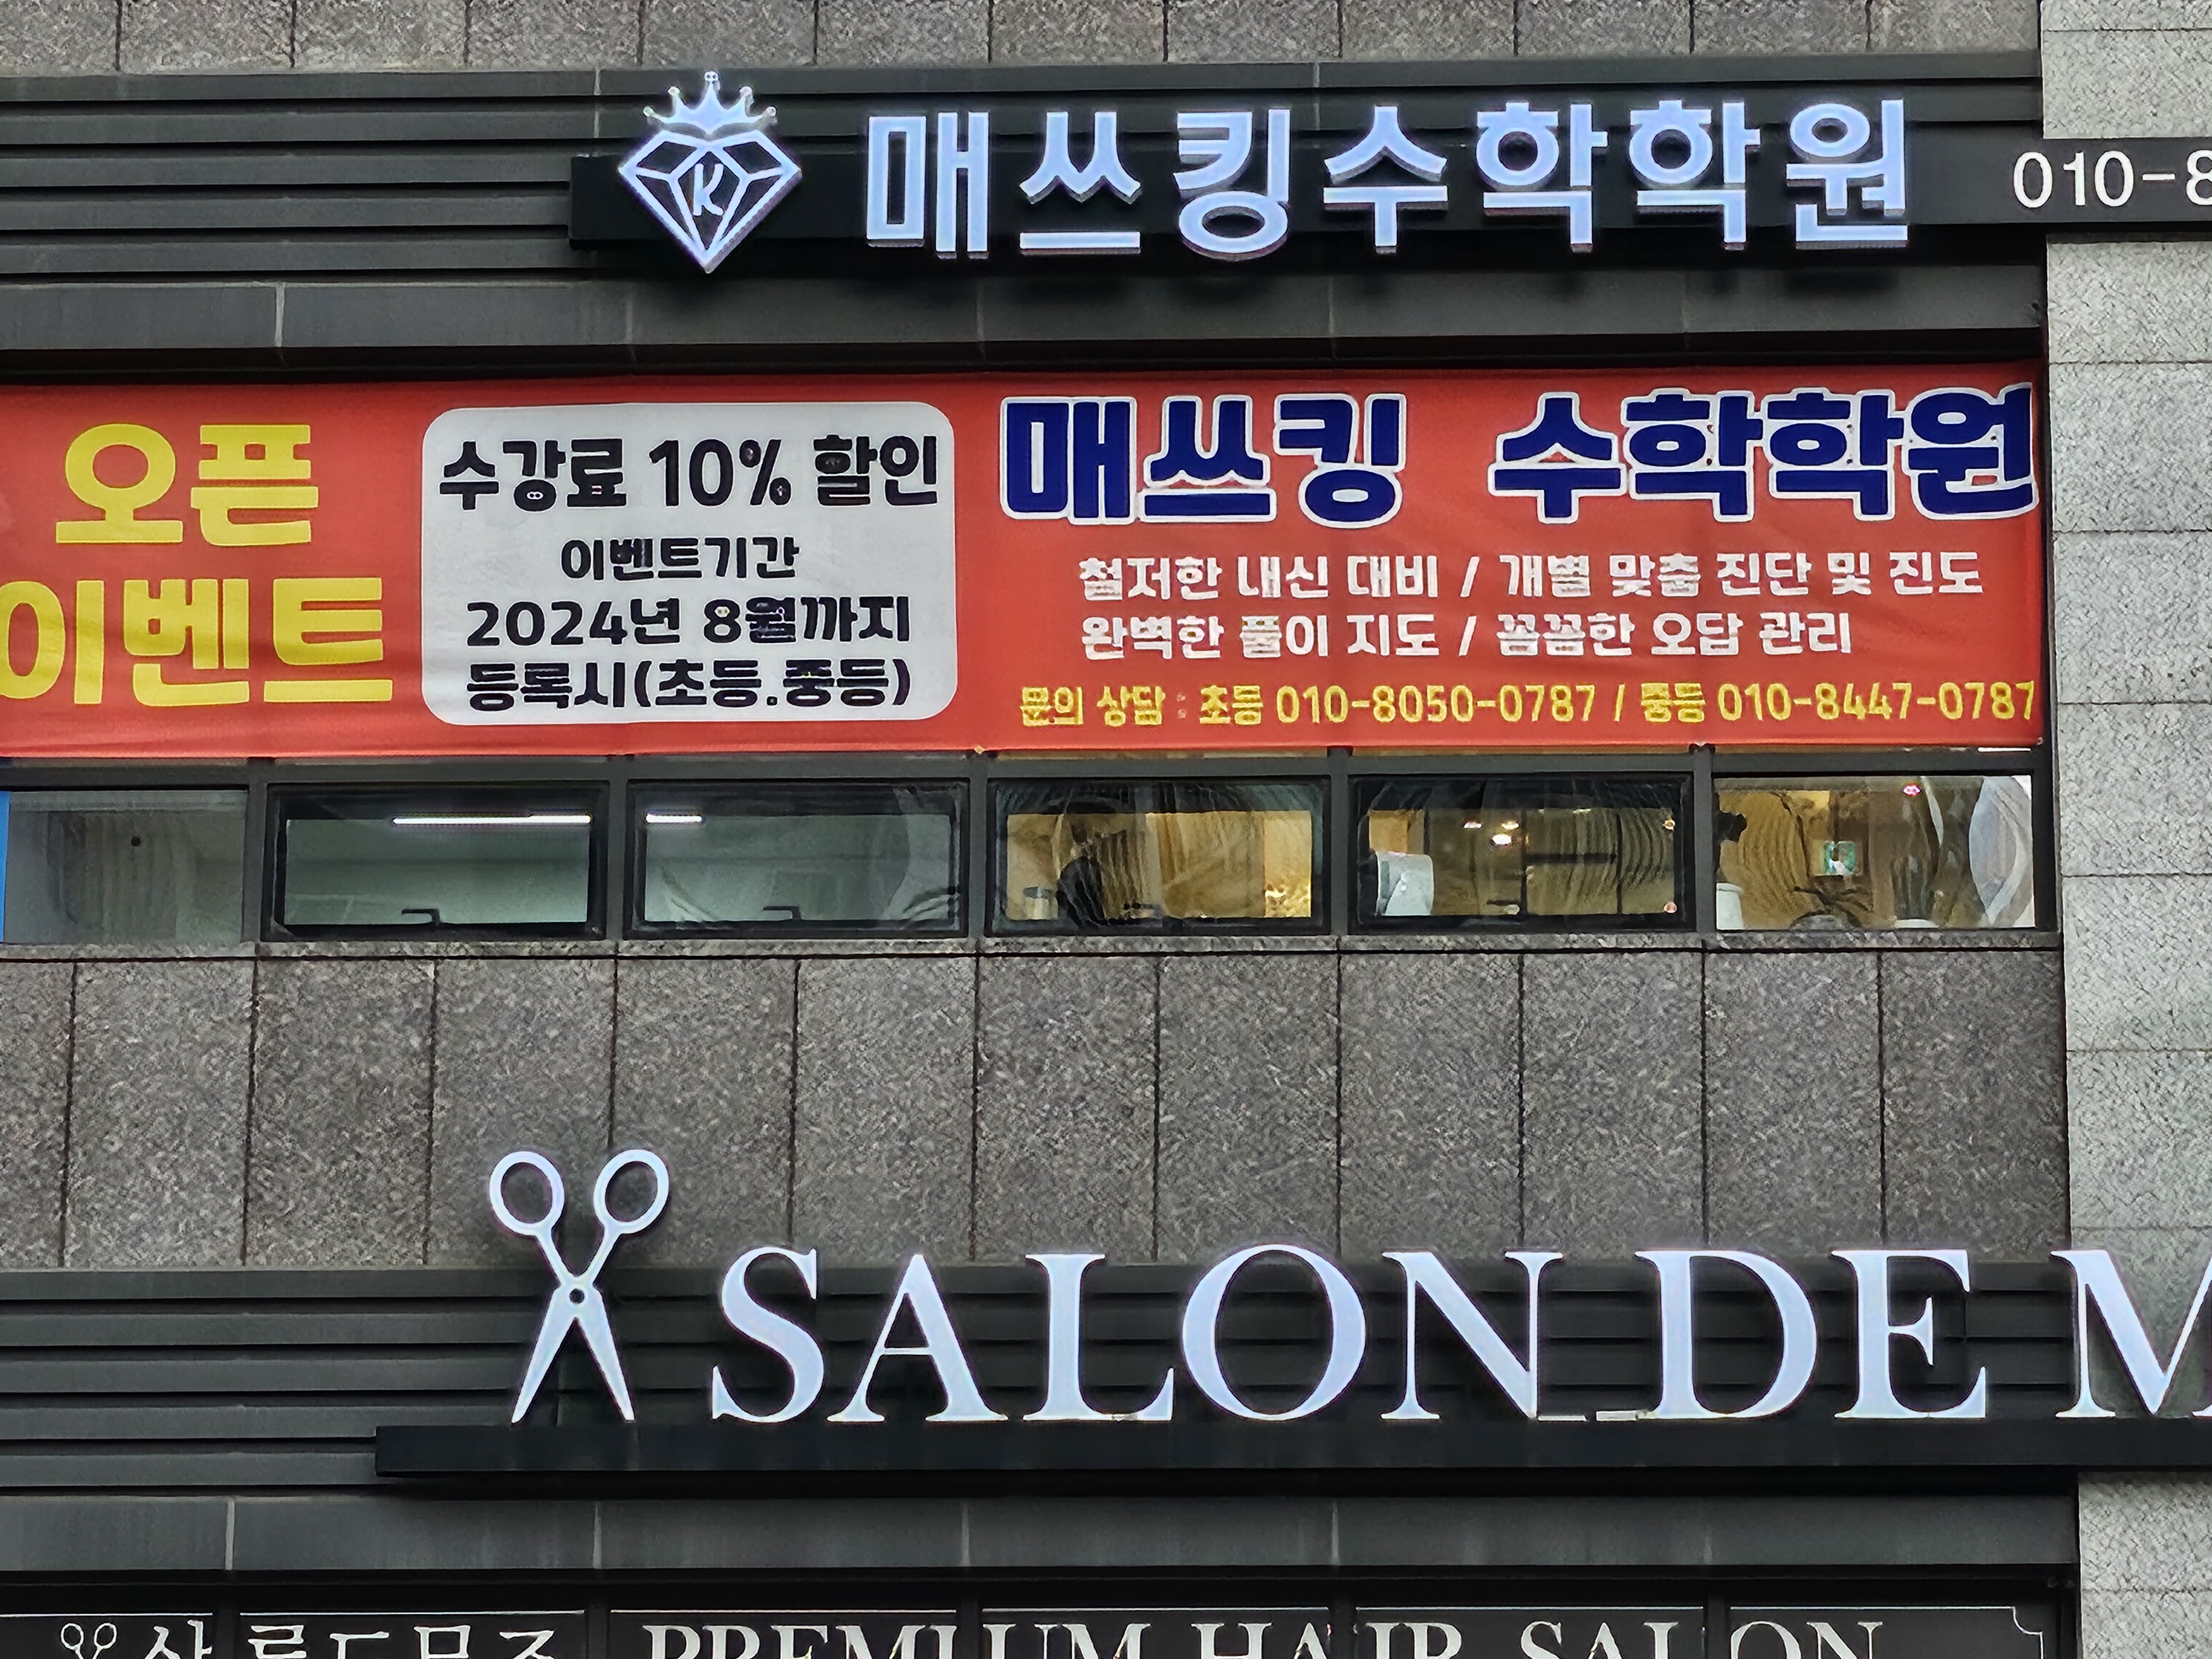 K
매쓰킹수학학원
010-8
오픈
이벤트
수강료 10% 할인
이벤트기간
2024년 8월까지
등록시(초등.중등)
매쓰킹 수학학원
철저한 내신 대비 / 개별 맞춤 진단 및 진도
완벽한 풀이 지도 / 꼼꼼한 오답 관리
문의 상담 : 초등 010-8050-0787 / 중등 010-8447-0787
SALON DE M
PREMIUM HAIR SALON